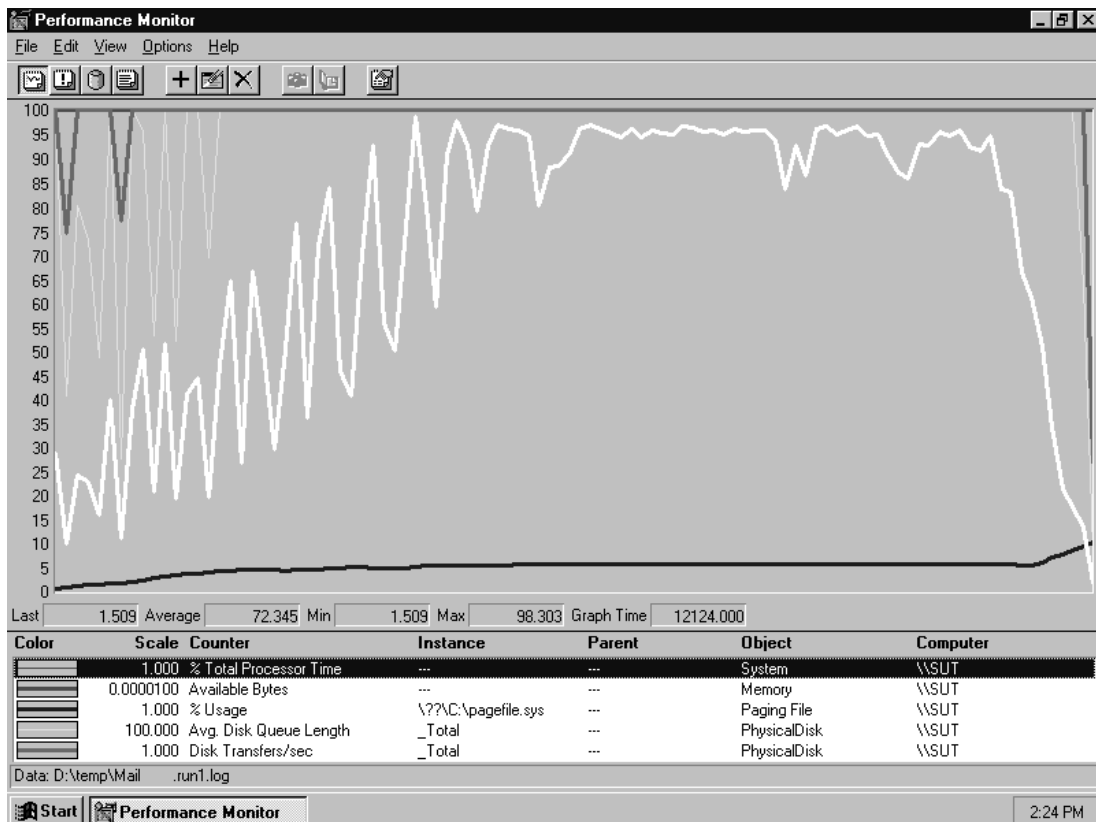 Performance Monitor
File Edit View Options Help
100
95
90
85
80
75
70
65
60
55
50
45
40
35
30
25
20
15
10
5
0
Last 1.509 Average 72.345 Min 1.509 Max 98.303 Graph Time 12124.000
Color Scale Counter Instance Parent Object Computer
1.000 % Total Processor Time --- --- System \\SUT
0.0000100 Available Bytes --- --- Memory \\SUT
1.000 % Usage \??\C:\pagefile.sys --- Paging File \\SUT
100.000 Avg. Disk Queue Length _Total --- PhysicalDisk \\SUT
1.000 Disk Transfers/sec _Total --- PhysicalDisk \\SUT
Data: D:\temp\Mail .run1.log
Start Performance Monitor 2:24 PM